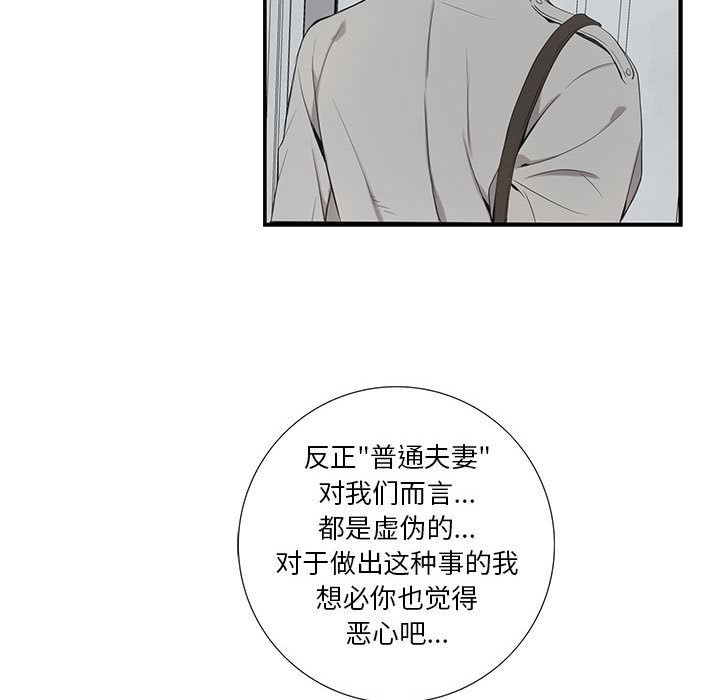 反正"普通夫妻"
对我们而言...
都是虚伪的...
对于做出这种事的我
想必你也觉得
恶心吧...